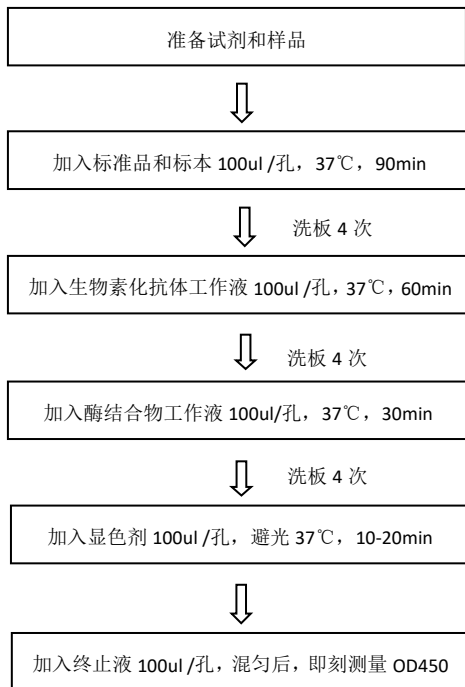 准备试剂和样品
加入标准品和标本 100ul /孔，37℃，90min
洗板 4 次
加入生物素化抗体工作液 100ul /孔，37℃，60min
洗板 4 次
加入酶结合物工作液 100ul/孔，37℃，30min
洗板 4 次
加入显色剂 100ul /孔，避光 37℃，10-20min
加入终止液 100ul /孔，混匀后，即刻测量 OD450